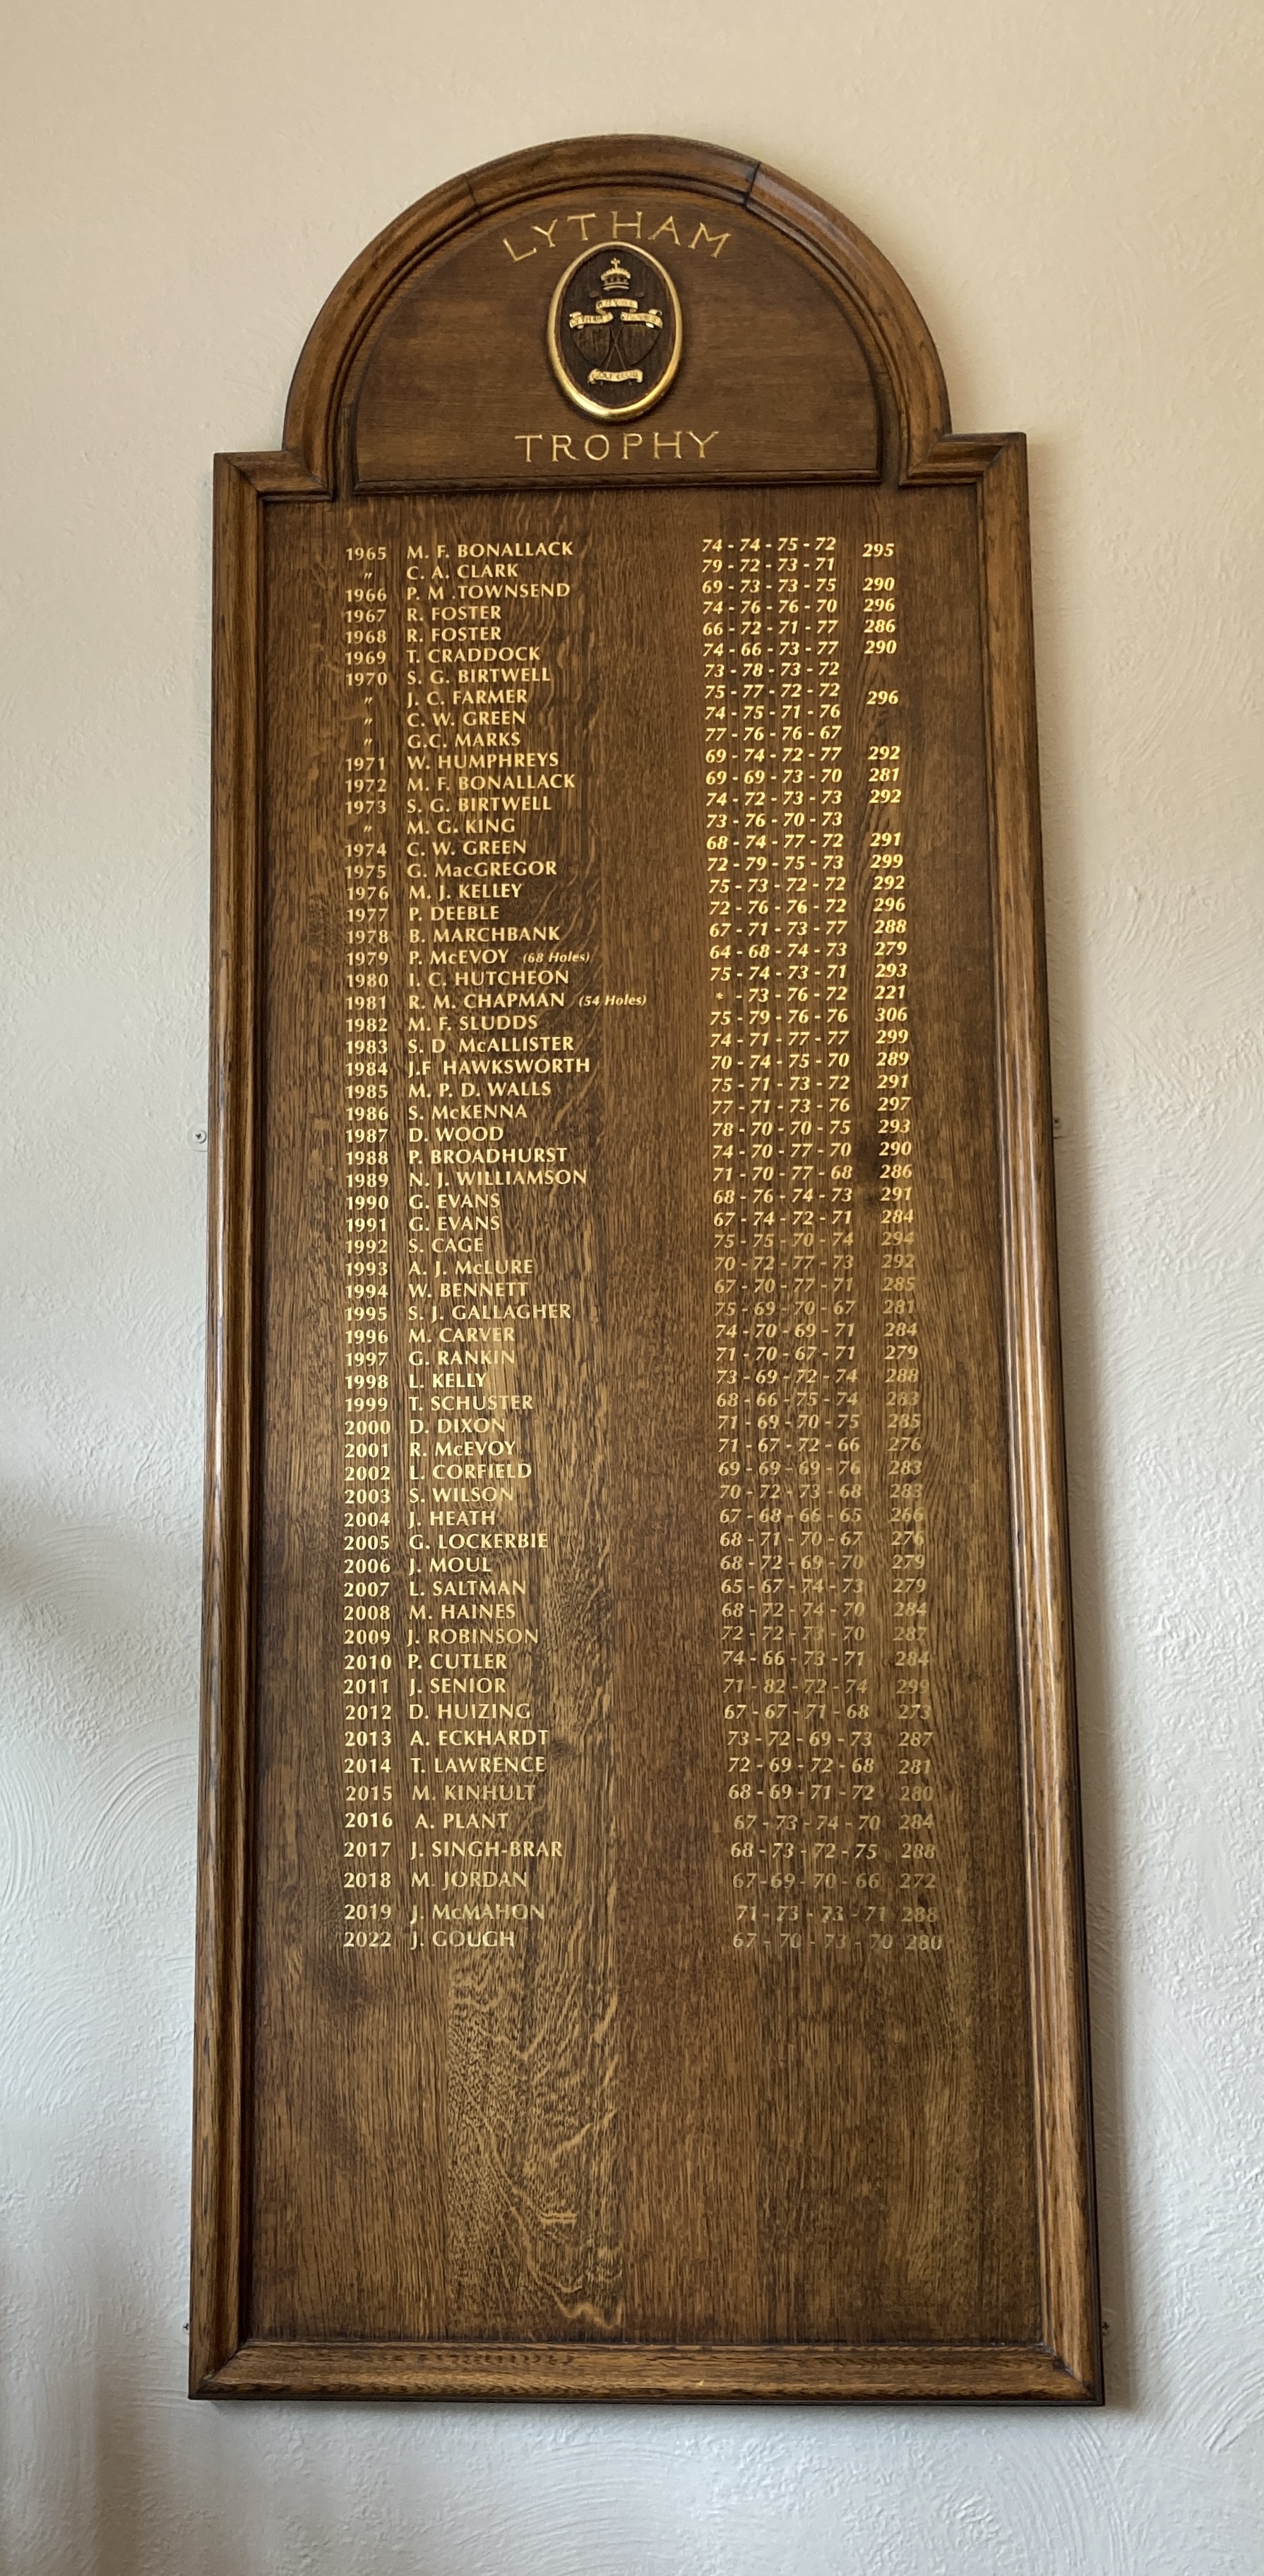 LYTHAM
GOLF CLUB
TROPHY
1965 M. F. BONALLACK 74 - 74 - 75 - 72 295
" C. A. CLARK 79 - 72 - 73 - 71
1966 P. M .TOWNSEND 69 - 73 - 73 - 75 290
1967 R. FOSTER 74 - 76 - 76 - 70 296
1968 R. FOSTER 66 - 72 - 71 - 77 286
1969 T. CRADDOCK 74 - 66 - 73 - 77 290
1970 S. G. BIRTWELL 73 - 78 - 73 - 72
" J. C. FARMER 75 - 77 - 72 - 72 296
" C. W. GREEN 74 - 75 - 71 - 76
" G.C. MARKS 77 - 76 - 76 - 67
1971 W. HUMPHREYS 69 - 74 - 72 - 77 292
1972 M. F. BONALLACK 69 - 69 - 73 - 70 281
1973 S. G. BIRTWELL 74 - 72 - 73 - 73 292
" M. G. KING 73 - 76 - 70 - 73
1974 C. W. GREEN 68 - 74 - 77 - 72 291
1975 G. MacGREGOR 72 - 79 - 75 - 73 299
1976 M. J. KELLEY 75 - 73 - 72 - 72 292
1977 P. DEEBLE 72 - 76 - 76 - 72 296
1978 B. MARCHBANK 67 - 71 - 73 - 77 288
1979 P. McEVOY (68 Holes) 64 - 68 - 74 - 73 279
1980 I. C. HUTCHEON 75 - 74 - 73 - 71 293
1981 R. M. CHAPMAN (54 Holes) * - 73 - 76 - 72 221
1982 M. F. SLUDDS 75 - 79 - 76 - 76 306
1983 S. D McALLISTER 74 - 71 - 77 - 77 299
1984 J.F HAWKSWORTH 70 - 74 - 75 - 70 289
1985 M. P. D. WALLS 75 - 71 - 73 - 72 291
1986 S. McKENNA 77 - 71 - 73 - 76 297
1987 D. WOOD 78 - 70 - 70 - 75 293
1988 P. BROADHURST 74 - 70 - 77 - 70 290
1989 N. J. WILLIAMSON 71 - 70 - 77 - 68 286
1990 G. EVANS 68 - 76 - 74 - 73 291
1991 G. EVANS 67 - 74 - 72 - 71 284
1992 S. CAGE 75 - 75 - 70 - 74 294
1993 A. J. McLURE 70 - 72 - 77 - 73 292
1994 W. BENNETT 67 - 70 - 77 - 71 285
1995 S. J. GALLAGHER 75 - 69 - 70 - 67 281
1996 M. CARVER 74 - 70 - 69 - 71 284
1997 G. RANKIN 71 - 70 - 67 - 71 279
1998 L. KELLY 73 - 69 - 72 - 74 288
1999 T. SCHUSTER 68 - 66 - 75 - 74 283
2000 D. DIXON 71 - 69 - 70 - 75 285
2001 R. McEVOY 71 - 67 - 72 - 66 276
2002 L. CORFIELD 69 - 69 - 69 - 76 283
2003 S. WILSON 70 - 72 - 73 - 68 283
2004 J. HEATH 67 - 68 - 66 - 65 266
2005 G. LOCKERBIE 68 - 71 - 70 - 67 276
2006 J. MOUL 68 - 72 - 69 - 70 279
2007 L. SALTMAN 65 - 67 - 74 - 73 279
2008 M. HAINES 68 - 72 - 74 - 70 284
2009 J. ROBINSON 72 - 72 - 73 - 70 287
2010 P. CUTLER 74 - 66 - 73 - 71 284
2011 J. SENIOR 71 - 82 - 72 - 74 299
2012 D. HUIZING 67 - 67 - 71 - 68 273
2013 A. ECKHARDT 73 - 72 - 69 - 73 287
2014 T. LAWRENCE 72 - 69 - 72 - 68 281
2015 M. KINHULT 68 - 69 - 71 - 72 280
2016 A. PLANT 67 - 73 - 74 - 70 284
2017 J. SINGH-BRAR 68 - 73 - 72 - 75 288
2018 M. JORDAN 67 - 69 - 70 - 66 272
2019 J. McMAHON 71 - 73 - 73 - 71 288
2022 J. GOUGH 67 - 70 - 73 - 70 280